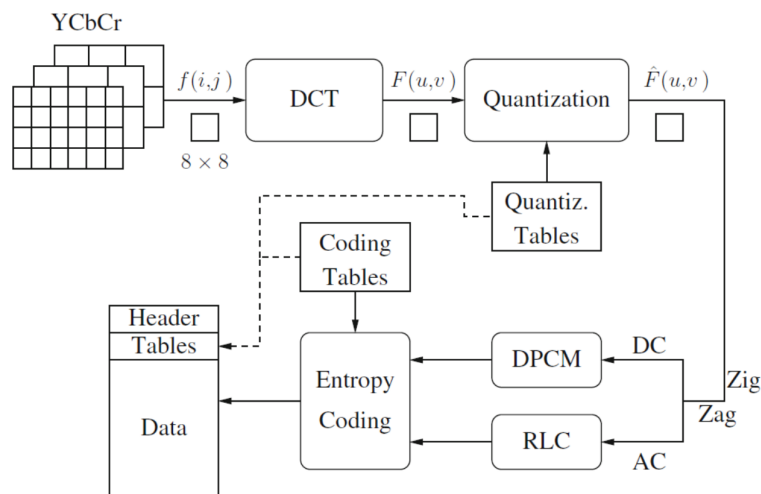 YCbCr
f(i,j)
8 × 8
DCT
F(u,v)
Quantization
F̂(u,v)
Quantiz.
Tables
Coding
Tables
Header
Tables
Data
Entropy
Coding
DPCM
DC
RLC
AC
Zig
Zag